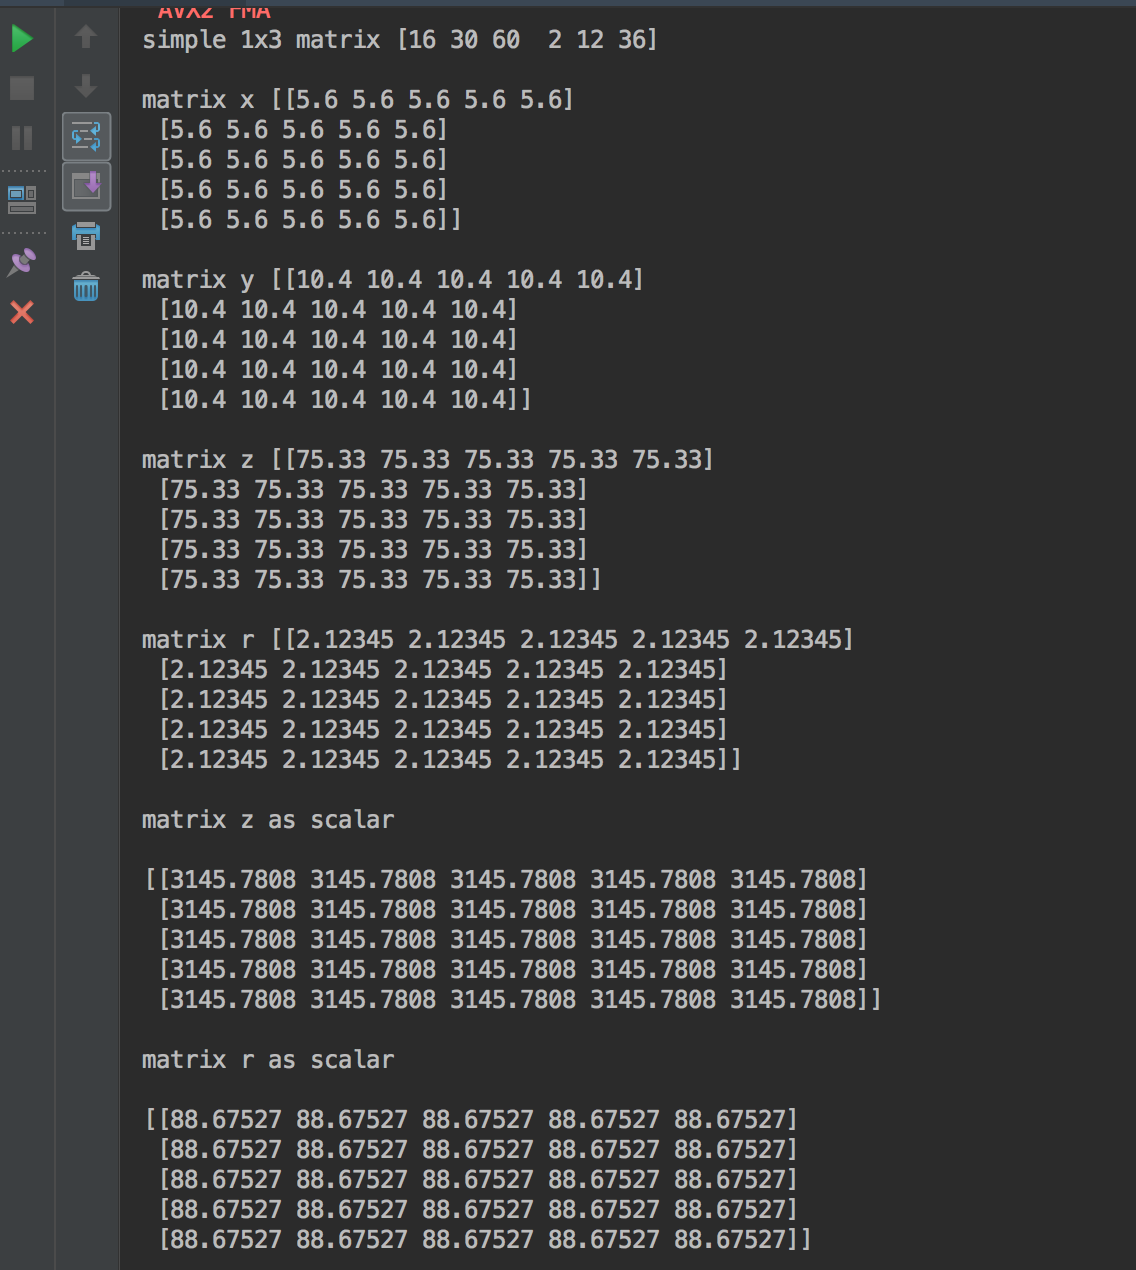 AVX2 FMA
simple 1x3 matrix [16 30 60  2 12 36]
matrix x [[5.6 5.6 5.6 5.6 5.6]
 [5.6 5.6 5.6 5.6 5.6]
 [5.6 5.6 5.6 5.6 5.6]
 [5.6 5.6 5.6 5.6 5.6]
 [5.6 5.6 5.6 5.6 5.6]]
matrix y [[10.4 10.4 10.4 10.4 10.4]
 [10.4 10.4 10.4 10.4 10.4]
 [10.4 10.4 10.4 10.4 10.4]
 [10.4 10.4 10.4 10.4 10.4]
 [10.4 10.4 10.4 10.4 10.4]]
matrix z [[75.33 75.33 75.33 75.33 75.33]
 [75.33 75.33 75.33 75.33 75.33]
 [75.33 75.33 75.33 75.33 75.33]
 [75.33 75.33 75.33 75.33 75.33]
 [75.33 75.33 75.33 75.33 75.33]]
matrix r [[2.12345 2.12345 2.12345 2.12345 2.12345]
 [2.12345 2.12345 2.12345 2.12345 2.12345]
 [2.12345 2.12345 2.12345 2.12345 2.12345]
 [2.12345 2.12345 2.12345 2.12345 2.12345]
 [2.12345 2.12345 2.12345 2.12345 2.12345]]
matrix z as scalar
[[3145.7808 3145.7808 3145.7808 3145.7808 3145.7808]
 [3145.7808 3145.7808 3145.7808 3145.7808 3145.7808]
 [3145.7808 3145.7808 3145.7808 3145.7808 3145.7808]
 [3145.7808 3145.7808 3145.7808 3145.7808 3145.7808]
 [3145.7808 3145.7808 3145.7808 3145.7808 3145.7808]]
matrix r as scalar
[[88.67527 88.67527 88.67527 88.67527 88.67527]
 [88.67527 88.67527 88.67527 88.67527 88.67527]
 [88.67527 88.67527 88.67527 88.67527 88.67527]
 [88.67527 88.67527 88.67527 88.67527 88.67527]
 [88.67527 88.67527 88.67527 88.67527 88.67527]]